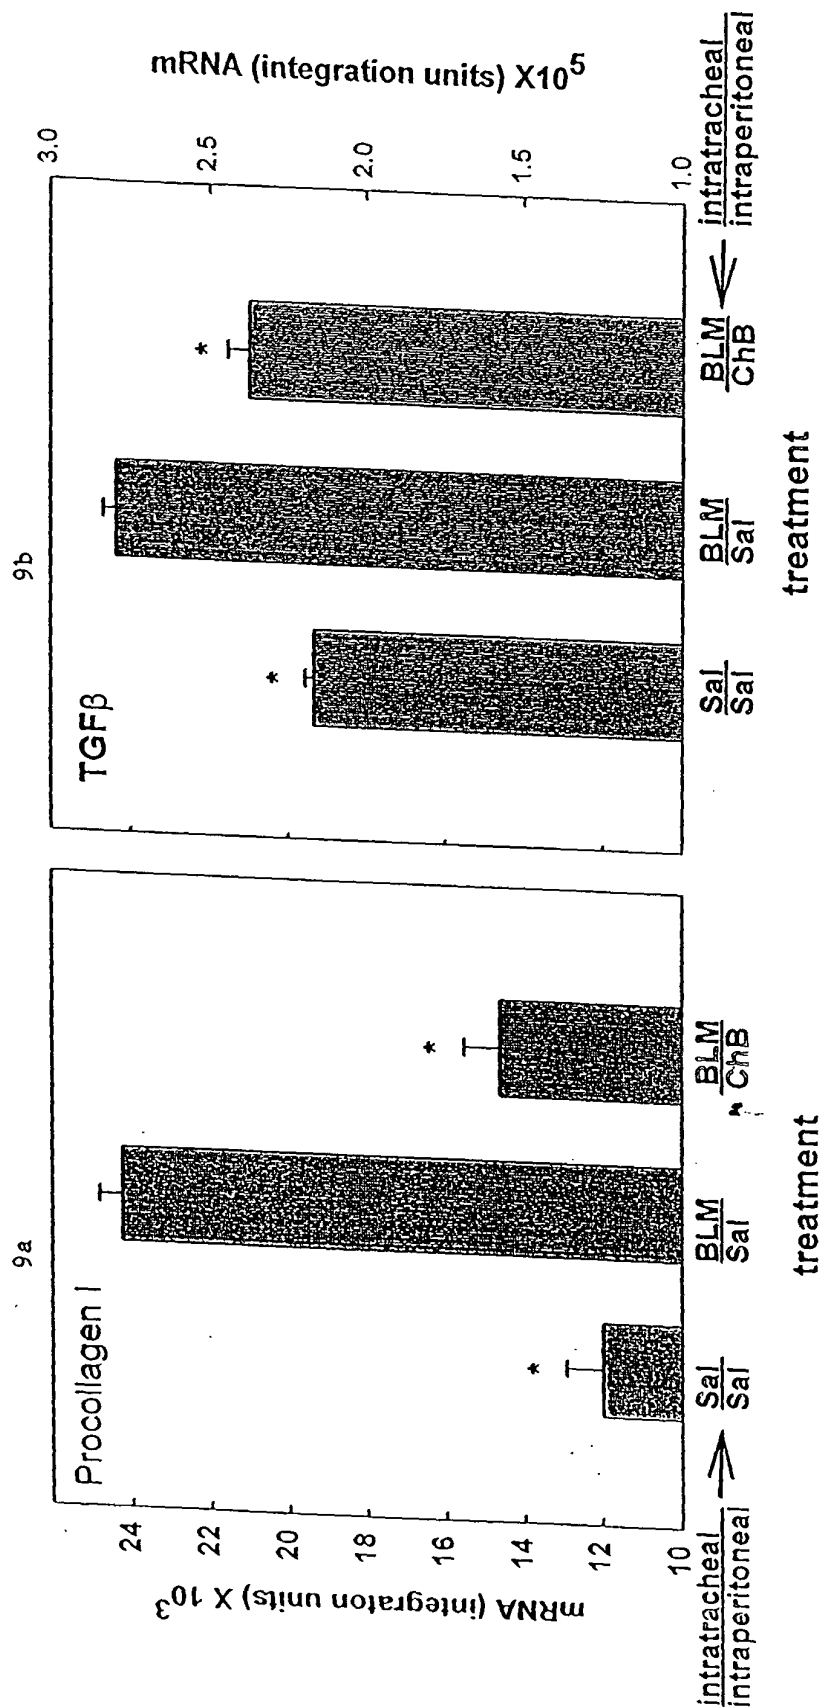 9a
Procollagen I
mRNA (integraton units) X 10³
24
22
20
18
16
14
12
10
Sal
Sal
BLM
Sal
BLM
ChB
*
*
intratracheal
intraperitoneal
treatment
9b
TGFβ
mRNA (integration units) X10⁵
3.0
2.5
2.0
1.5
1.0
Sal
Sal
BLM
Sal
BLM
ChB
*
*
intratracheal
intraperitoneal
treatment